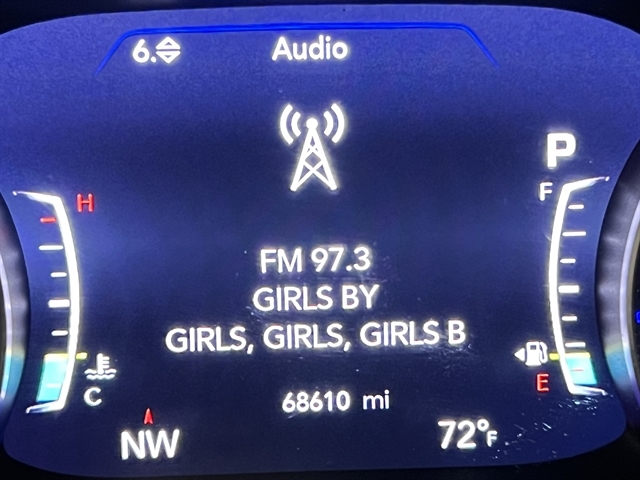 6. Audio
P
H
F
FM 97.3
GIRLS BY
GIRLS, GIRLS, GIRLS B
E
C
68610 mi
NW
72°F